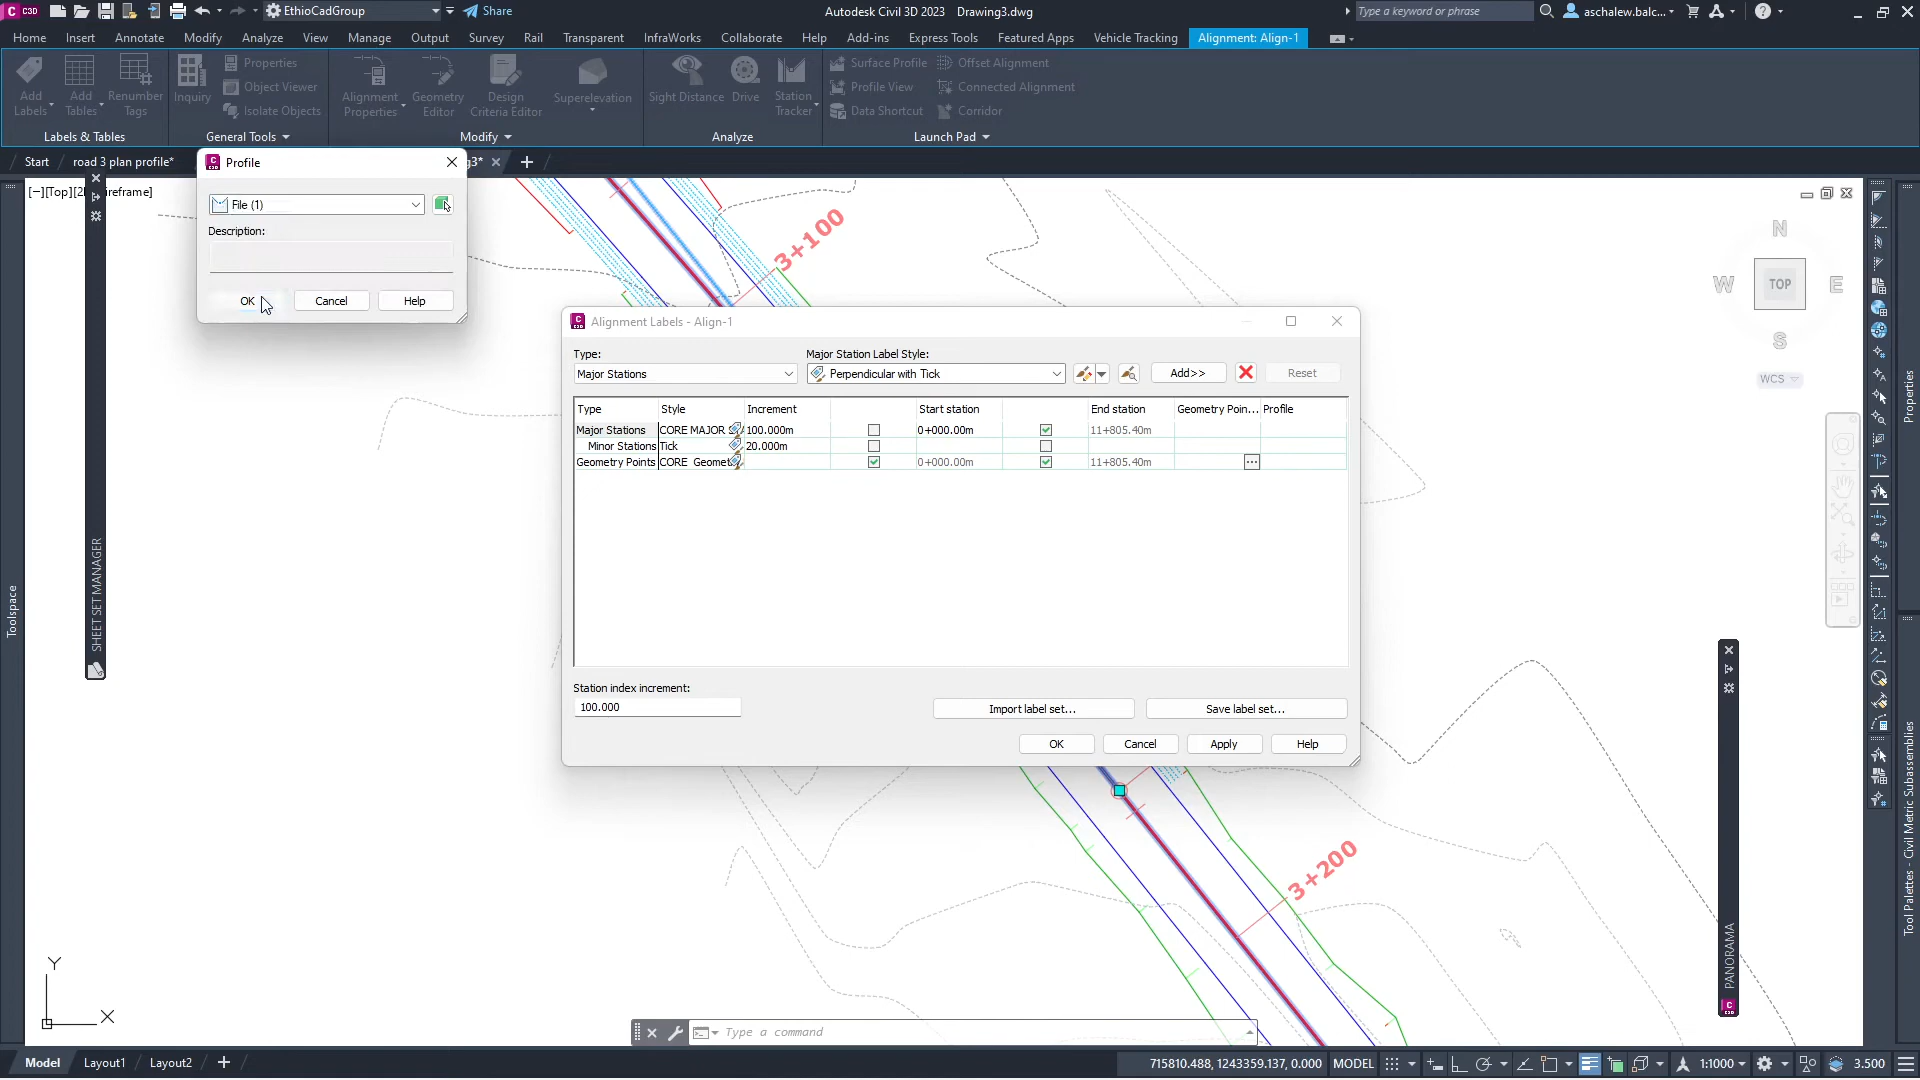 C3D EthioCadGroup Share Autodesk Civil 3D 2023 Drawing3.dwg Type a keyword or phrase aschalew.balc...
Home Insert Annotate Modify Analyze View Manage Output Survey Rail Transparent InfraWorks Collaborate Help Add-ins Express Tools Featured Apps Vehicle Tracking Alignment: Align-1
Add Labels
Add Tables
Renumber Tags
Inquiry
Properties
Object Viewer
Isolate Objects
Alignment Properties
Geometry Editor
Design Criteria Editor
Superelevation
Sight Distance
Drive
Station Tracker
Surface Profile
Profile View
Data Shortcut
Offset Alignment
Connected Alignment
Corridor
Labels & Tables General Tools Modify Analyze Launch Pad
Start road 3 plan profile* g3*
[−][Top][2 ireframe]
Profile
File (1)
Description:
OK Cancel Help
3+100
N
W TOP E
S
WCS
Alignment Labels - Align-1
Type: Major Station Label Style:
Major Stations Perpendicular with Tick Add>> Reset
Type Style Increment Start station End station Geometry Poin... Profile
Major Stations CORE MAJOR 100.000m 0+000.00m 11+805.40m
Minor Stations Tick 20.000m
Geometry Points CORE Geomet 0+000.00m 11+805.40m ...
Station index increment:
100.000
Import label set... Save label set...
OK Cancel Apply Help
3+200
Toolspace
SHEET SET MANAGER
Properties
Tool Palettes - Civil Metric Subassemblies
PANORAMA
Y
X
Type a command
Model Layout1 Layout2 715810.488, 1243359.137, 0.000 MODEL 1:1000 3.500